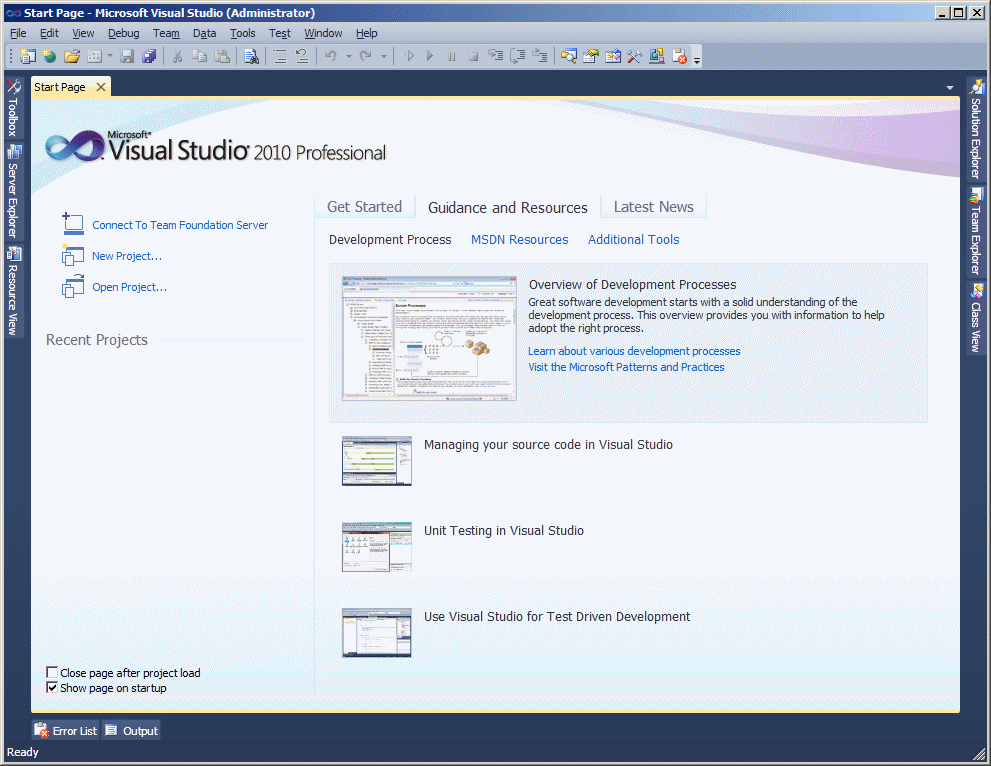 Start Page - Microsoft Visual Studio (Administrator)
File Edit View Debug Team Data Tools Test Window Help
Start Page
Toolbox
Server Explorer
Resource View
Solution Explorer
Team Explorer
Class View
Microsoft®
Visual Studio® 2010 Professional
Connect To Team Foundation Server
New Project...
Open Project...
Recent Projects
Get Started Guidance and Resources Latest News
Development Process MSDN Resources Additional Tools
Overview of Development Processes
Great software development starts with a solid understanding of the
development process. This overview provides you with information to help
adopt the right process.
Learn about various development processes
Visit the Microsoft Patterns and Practices
Scrum Processes
Managing your source code in Visual Studio
Unit Testing in Visual Studio
Use Visual Studio for Test Driven Development
Close page after project load
Show page on startup
Error List Output
Ready